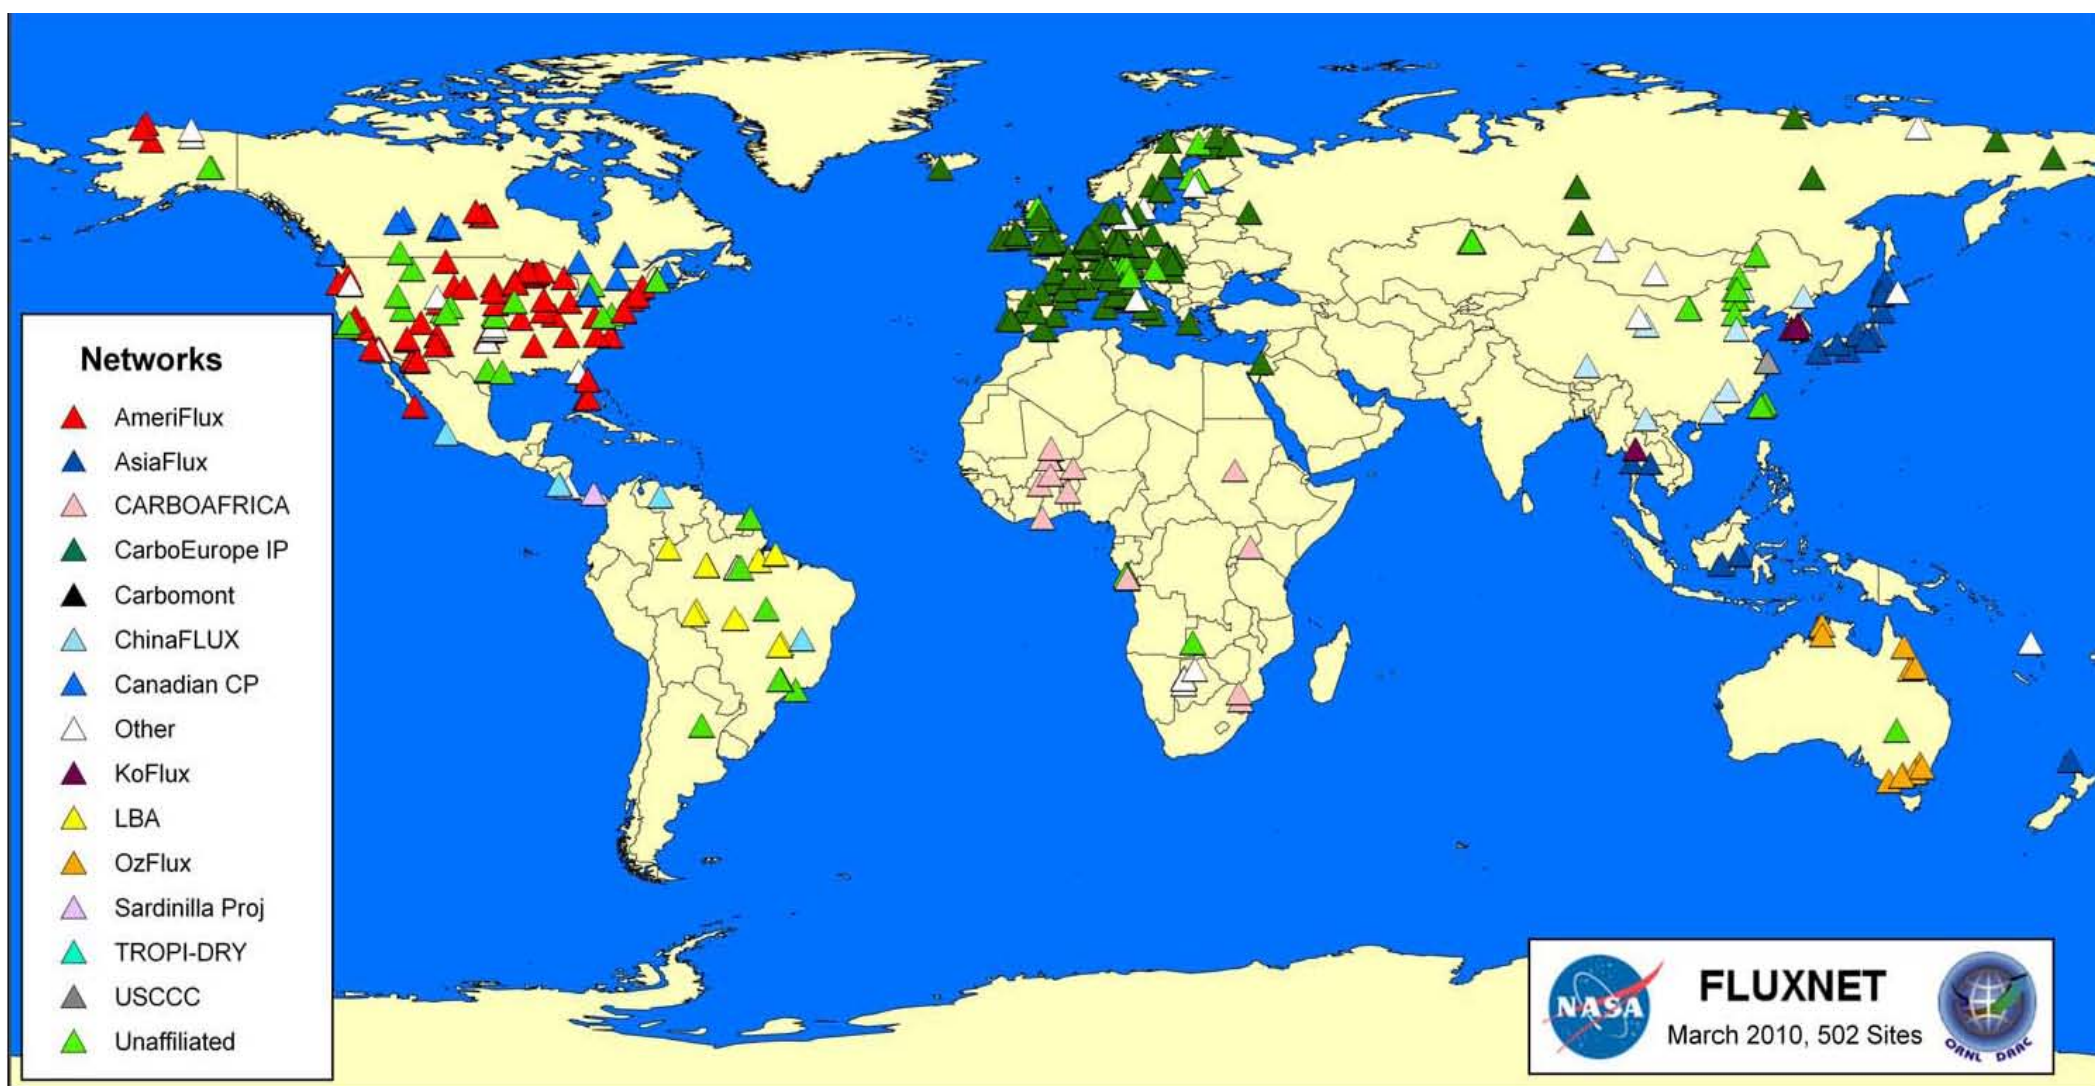 Networks
AmeriFlux
AsiaFlux
CARBOAFRICA
CarboEurope IP
Carbomont
ChinaFLUX
Canadian CP
Other
KoFlux
LBA
OzFlux
Sardinilla Proj
TROPI-DRY
USCCC
Unaffiliated
NASA
FLUXNET
March 2010, 502 Sites
ORNL DAAC